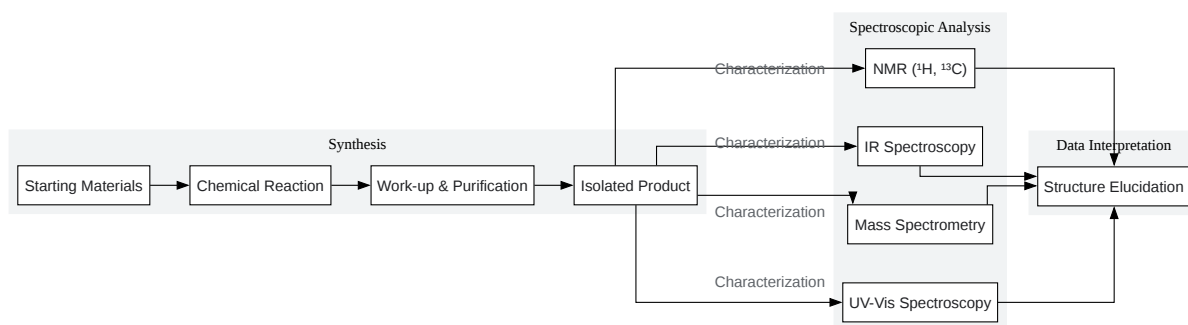 Spectroscopic Analysis
Characterization
NMR (¹H, ¹³C)
Synthesis
Characterization
IR Spectroscopy
Data Interpretation
Starting Materials
Chemical Reaction
Work-up & Purification
Isolated Product
Structure Elucidation
Characterization
Mass Spectrometry
Characterization
UV-Vis Spectroscopy